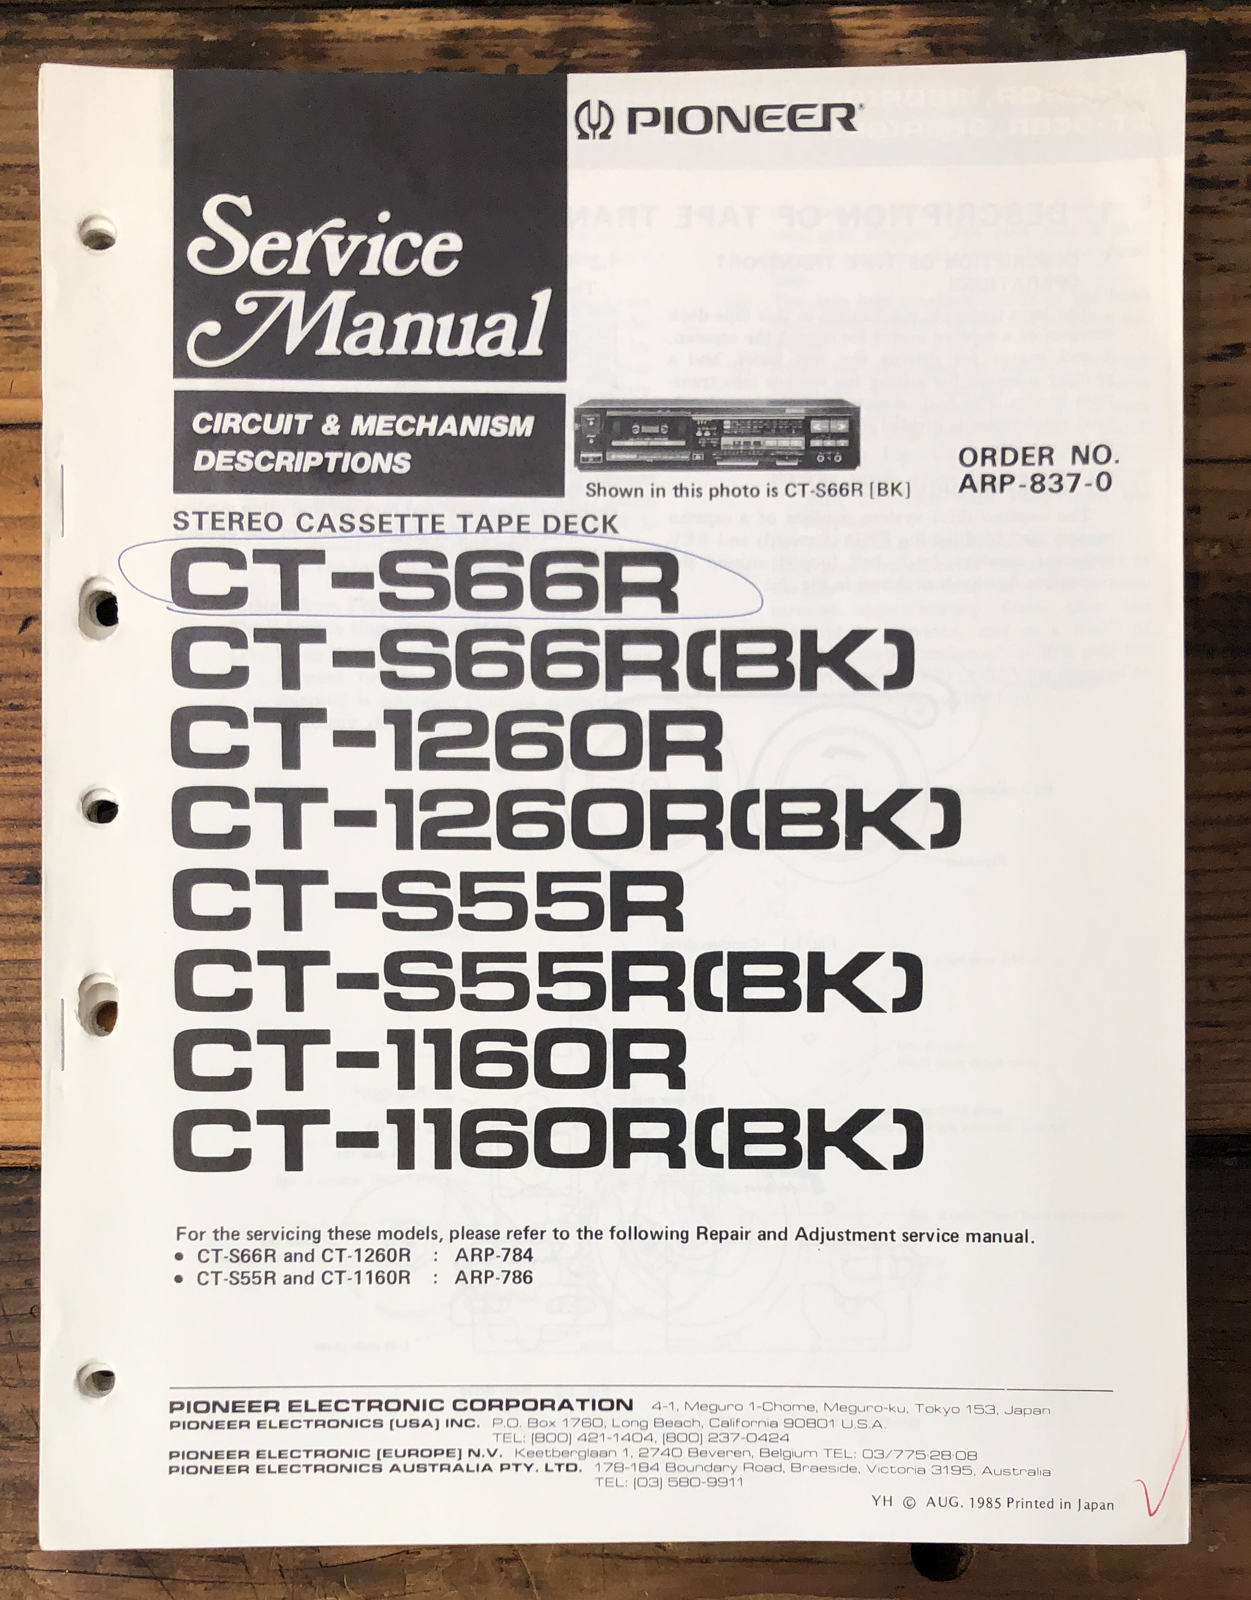 PIONEER
Service
Manual
CIRCUIT & MECHANISM
DESCRIPTIONS
Shown in this photo is CT-S66R [BK]
ORDER NO.
ARP-837-0
STEREO CASSETTE TAPE DECK
CT-S66R
CT-S66R(BK)
CT-1260R
CT-1260R(BK)
CT-S55R
CT-S55R(BK)
CT-1160R
CT-1160R(BK)
For the servicing these models, please refer to the following Repair and Adjustment service manual.
● CT-S66R and CT-1260R : ARP-784
● CT-S55R and CT-1160R : ARP-786
PIONEER ELECTRONIC CORPORATION 4-1, Meguro 1-Chome, Meguro-ku, Tokyo 153, Japan
PIONEER ELECTRONICS [USA] INC. P.O. Box 1760, Long Beach, California 90801 U.S.A.
TEL: [800] 421-1404, [800] 237-0424
PIONEER ELECTRONIC [EUROPE] N.V. Keetberglaan 1, 2740 Beveren, Belgium TEL: 03/775·28·08
PIONEER ELECTRONICS AUSTRALIA PTY. LTD. 178-184 Boundary Road, Braeside, Victoria 3195, Australia
TEL: [03] 580-9911
YH © AUG. 1985 Printed in Japan